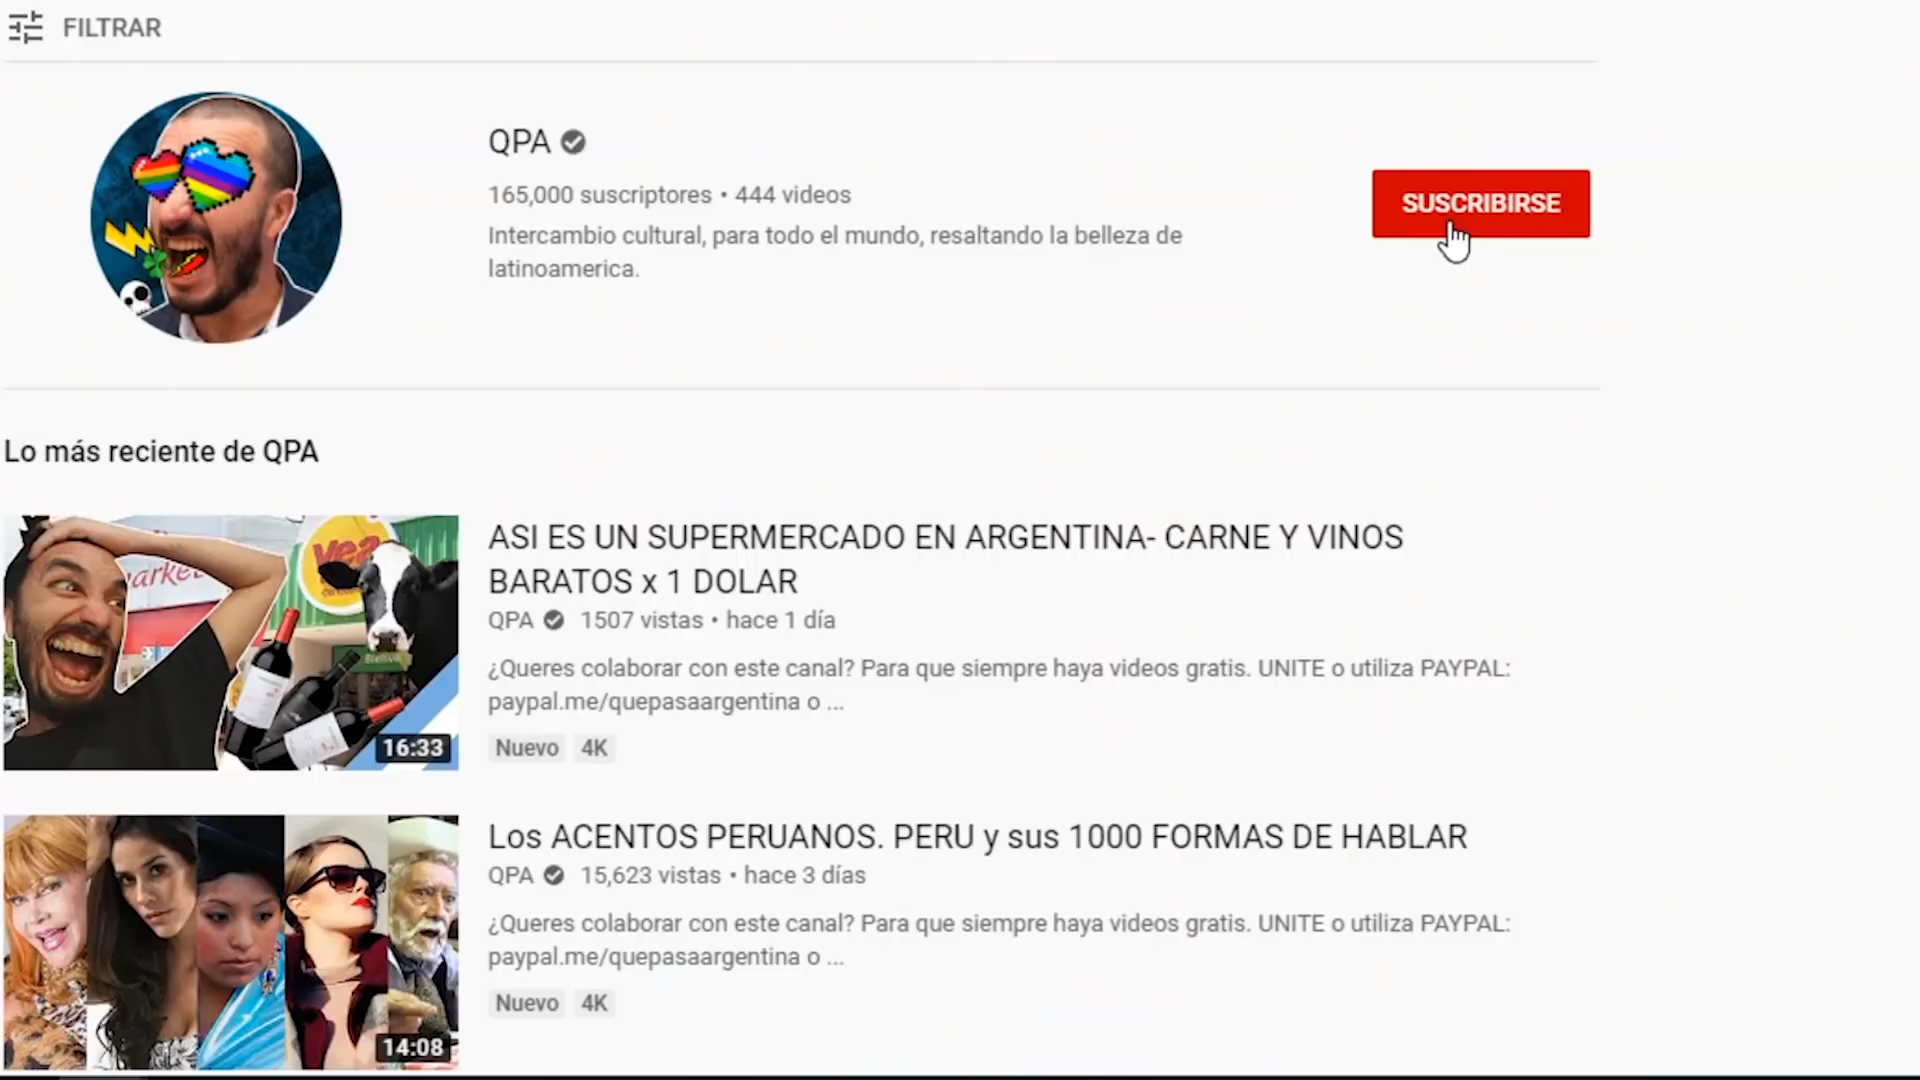 FILTRAR
QPA
165,000 suscriptores • 444 videos
Intercambio cultural, para todo el mundo, resaltando la belleza de
latinoamerica.
SUSCRIBIRSE
Lo más reciente de QPA
16:33
ASI ES UN SUPERMERCADO EN ARGENTINA- CARNE Y VINOS
BARATOS x 1 DOLAR
QPA 1507 vistas • hace 1 día
¿Queres colaborar con este canal? Para que siempre haya videos gratis. UNITE o utiliza PAYPAL:
paypal.me/quepasaargentina o ...
Nuevo 4K
14:08
Los ACENTOS PERUANOS. PERU y sus 1000 FORMAS DE HABLAR
QPA 15,623 vistas • hace 3 días
¿Queres colaborar con este canal? Para que siempre haya videos gratis. UNITE o utiliza PAYPAL:
paypal.me/quepasaargentina o ...
Nuevo 4K